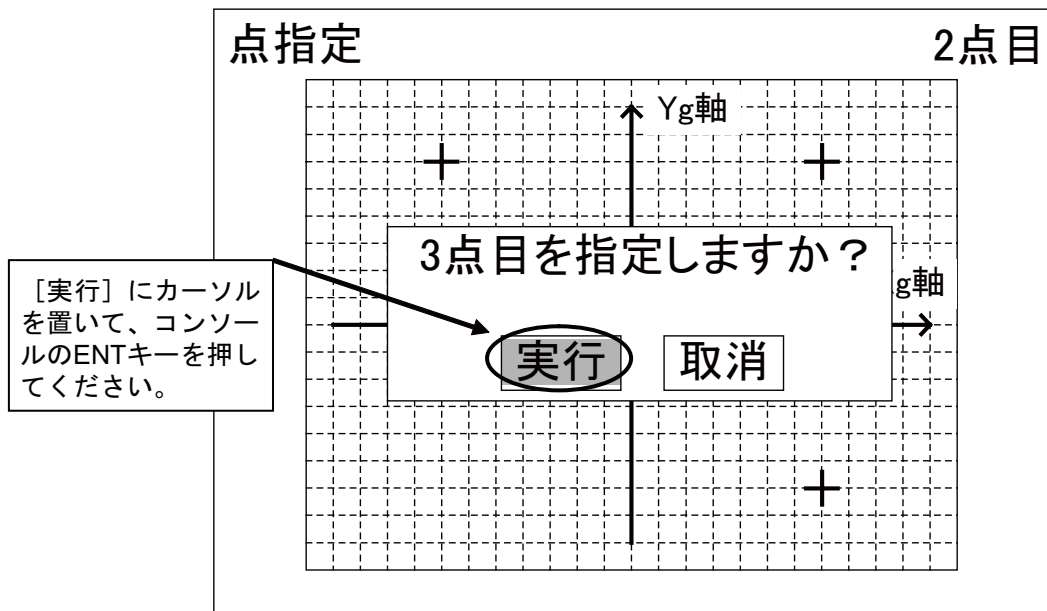 点指定
2点目
Yg軸
3点目を指定しますか？
g軸
［実行］にカーソル
を置いて、コンソー
ルのENTキーを押し
てください。
実行
取消